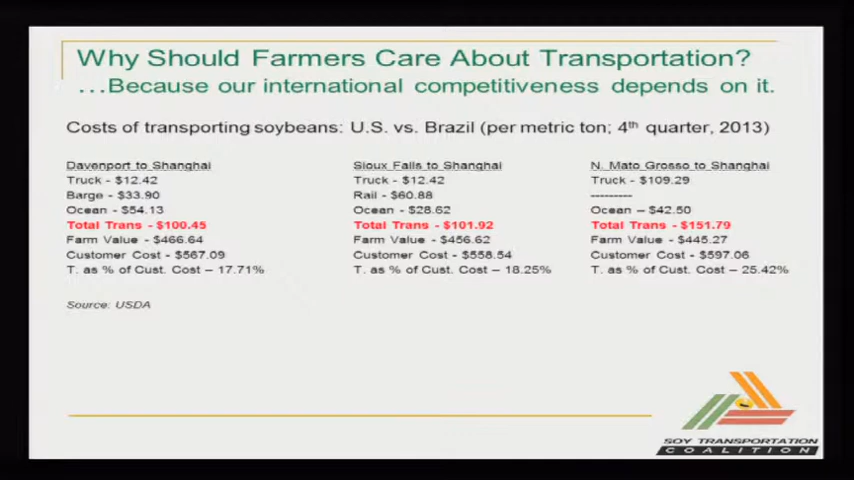 Why Should Farmers Care About Transportation?
…Because our international competitiveness depends on it.
Costs of transporting soybeans: U.S. vs. Brazil (per metric ton; 4th quarter, 2013)
Davenport to Shanghai
Truck - $12.42
Barge - $33.90
Ocean - $54.13
Total Trans - $100.45
Farm Value - $466.64
Customer Cost - $567.09
T. as % of Cust. Cost – 17.71%
Sioux Falls to Shanghai
Truck - $12.42
Rail - $60.88
Ocean - $28.62
Total Trans - $101.92
Farm Value - $456.62
Customer Cost - $558.54
T. as % of Cust. Cost – 18.25%
N. Mato Grosso to Shanghai
Truck - $109.29
---------
Ocean – $42.50
Total Trans - $151.79
Farm Value - $445.27
Customer Cost - $597.06
T. as % of Cust. Cost – 25.42%
Source: USDA
SOY TRANSPORTATION
COALITION